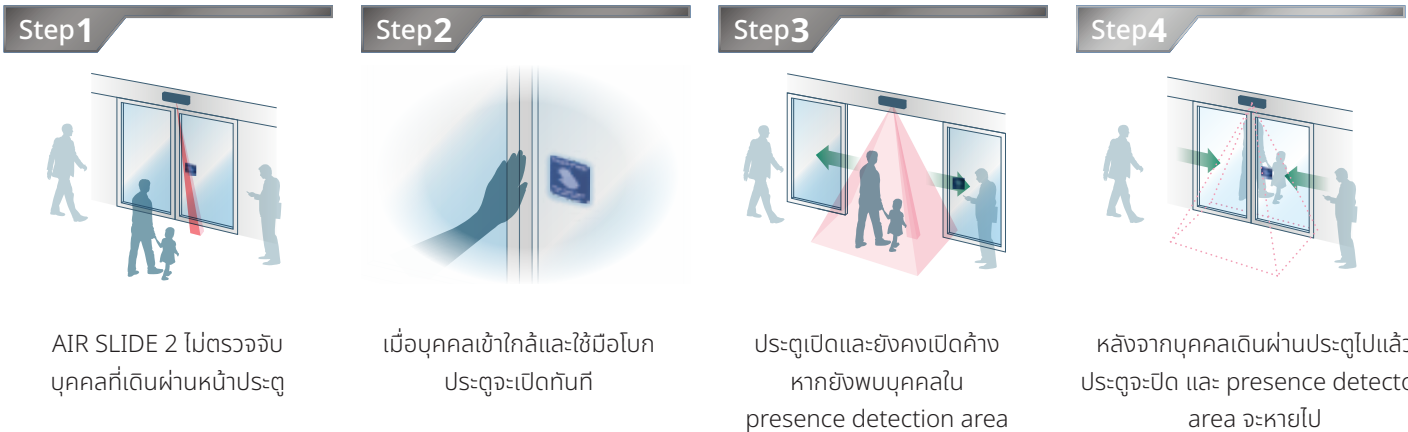 Step1
AIR SLIDE 2 ไม่ตรวจจับ
บุคคลที่เดินผ่านหน้าประตู
Step2
เมื่อบุคคลเข้าใกล้และใช้มือโบก
ประตูจะเปิดทันที
Step3
ประตูเปิดและยังคงเปิดค้าง
หากยังพบบุคคลใน
presence detection area
Step4
หลังจากบุคคลเดินผ่านประตูไปแล้ว
ประตูจะปิด และ presence detecto
area จะหายไป